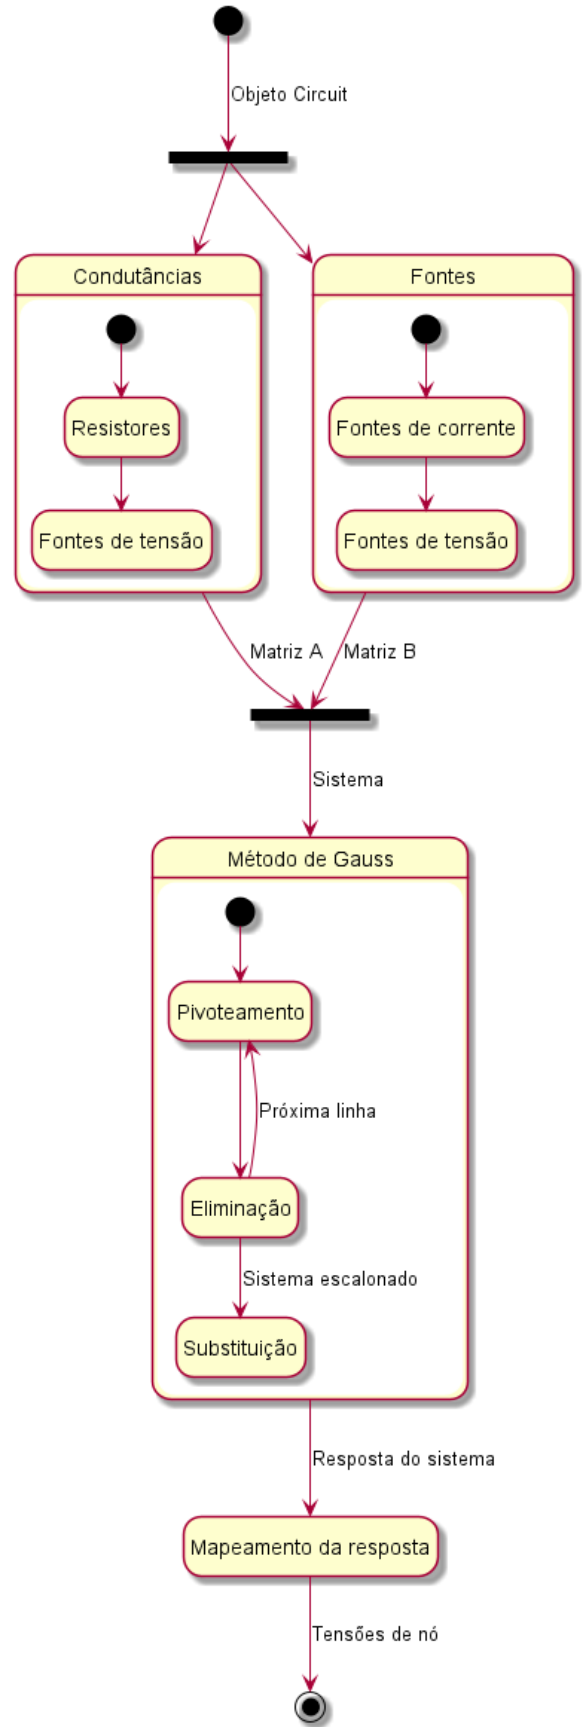 Objeto Circuit
Condutâncias
Resistores
Fontes de tensão
Fontes
Fontes de corrente
Fontes de tensão
Matriz A
Matriz B
Sistema
Método de Gauss
Pivoteamento
Próxima linha
Eliminação
Sistema escalonado
Substituição
Resposta do sistema
Mapeamento da resposta
Tensões de nó